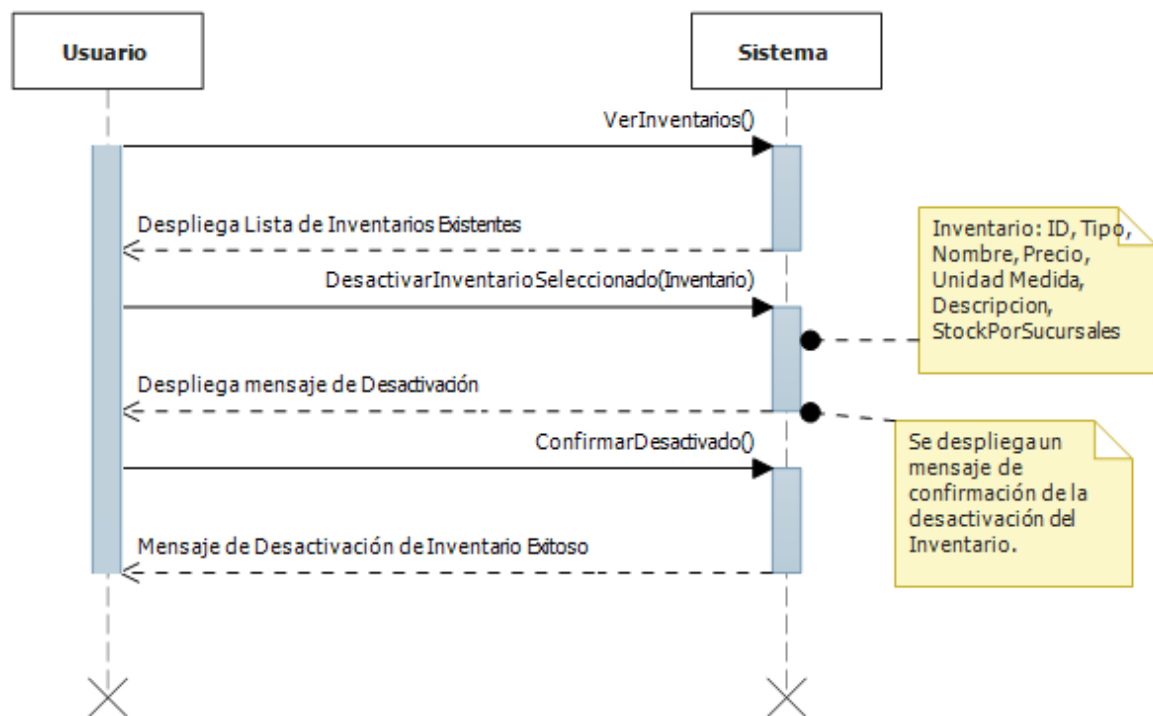 Usuario
Sistema
VerInventarios()
Despliega Lista de Inventarios Existentes
Inventario: ID, Tipo,
Nombre, Precio,
Unidad Medida,
Descripcion,
StockPorSucursales
DesactivarInventarioSeleccionado(Inventario)
Despliega mensaje de Desactivación
ConfirmarDesactivado()
Se despliega un
mensaje de
confirmación de la
desactivación del
Inventario.
Mensaje de Desactivación de Inventario Exitoso